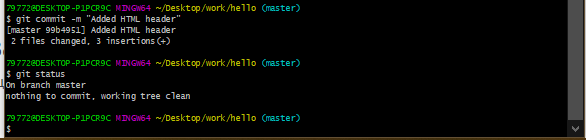 79772@DESKTOP-P1PCR9C MINGW64 ~/Desktop/work/hello (master)
$ git commit -m "Added HTML header"
[master 99b4951] Added HTML header
 2 files changed, 3 insertions(+)
79772@DESKTOP-P1PCR9C MINGW64 ~/Desktop/work/hello (master)
$ git status
On branch master
nothing to commit, working tree clean
79772@DESKTOP-P1PCR9C MINGW64 ~/Desktop/work/hello (master)
$